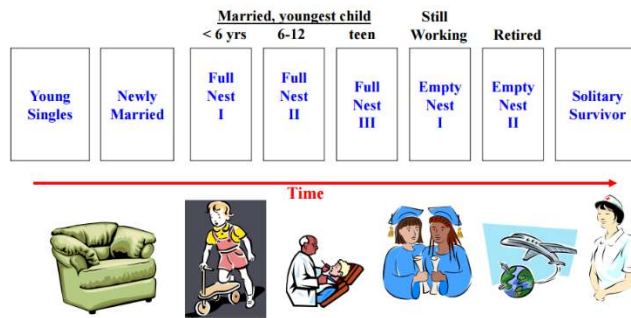 Married, youngest child
< 6 yrs 6-12 teen
Still
Working
Retired
Young
Singles
Newly
Married
Full
Nest
I
Full
Nest
II
Full
Nest
III
Empty
Nest
I
Empty
Nest
II
Solitary
Survivor
Time